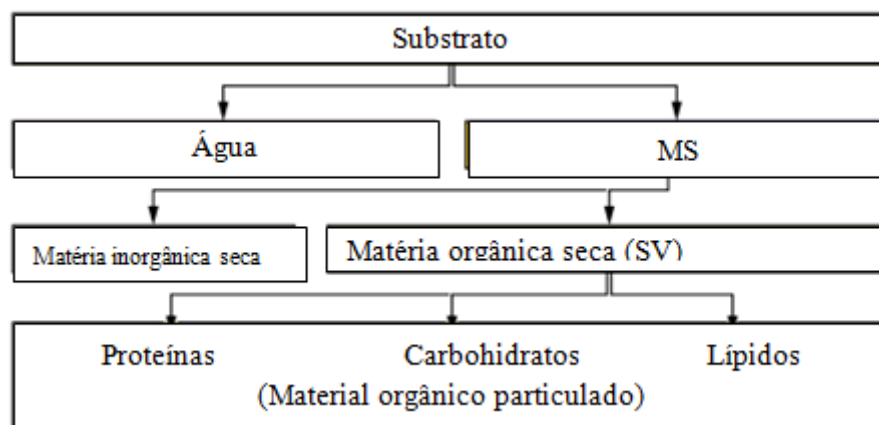 Substrato
Água
MS
Matéria inorgânica seca
Matéria orgânica seca (SV)
Proteínas Carbohidratos Lípidos
(Material orgânico particulado)